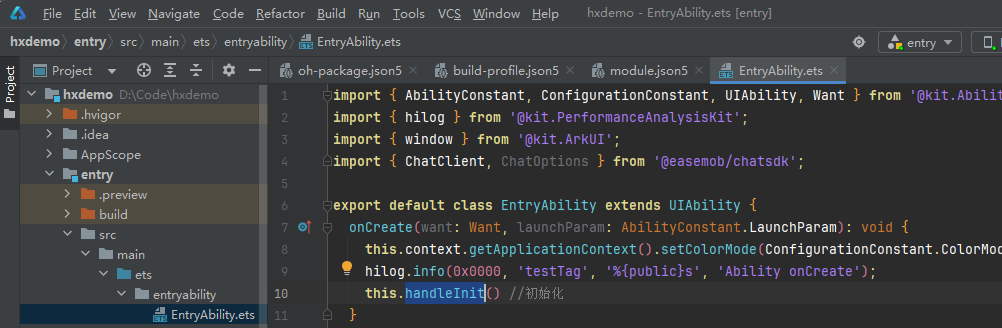 File Edit View Navigate Code Refactor Build Run Tools VCS Window Help hxdemo - EntryAbility.ets [entry]
hxdemo entry src main ets entryability EntryAbility.ets entry
Project
Project
oh-package.json5 build-profile.json5 module.json5 EntryAbility.ets
hxdemo D:\Code\hxdemo
.hvigor
.idea
AppScope
entry
.preview
build
src
main
ets
entryability
EntryAbility.ets
1 import { AbilityConstant, ConfigurationConstant, UIAbility, Want } from '@kit.Abili
2 import { hilog } from '@kit.PerformanceAnalysisKit';
3 import { window } from '@kit.ArkUI';
4 import { ChatClient, ChatOptions } from '@easemob/chatsdk';
5
6 export default class EntryAbility extends UIAbility {
7 onCreate(want: Want, launchParam: AbilityConstant.LaunchParam): void {
8 this.context.getApplicationContext().setColorMode(ConfigurationConstant.ColorMod
9 hilog.info(0x0000, 'testTag', '%{public}s', 'Ability onCreate');
10 this.handleInit() //初始化
11 }